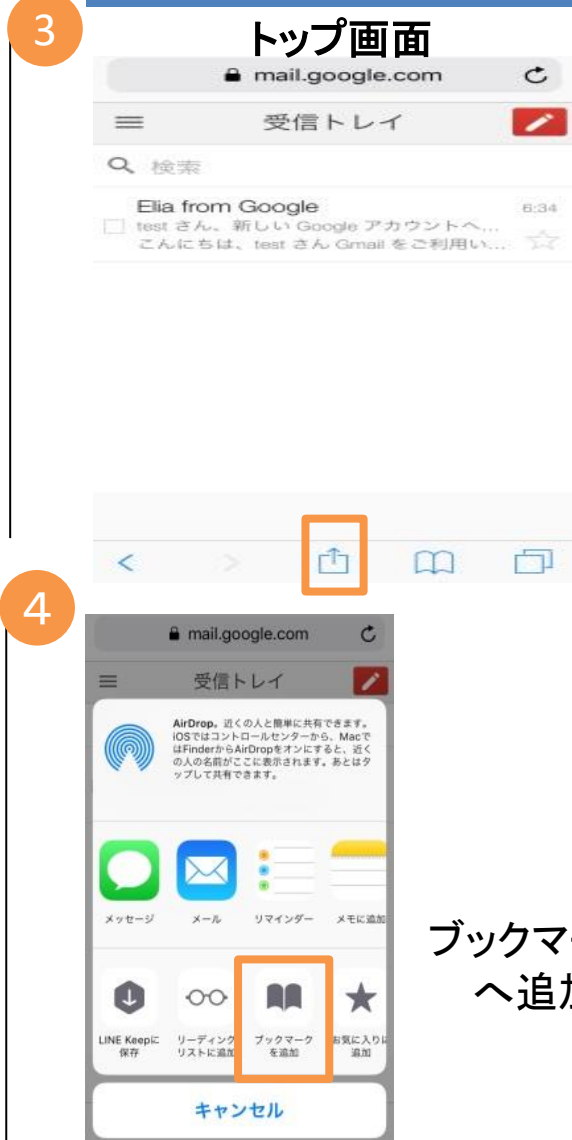 3
トップ画面
mail.google.com
受信トレイ
検索
Elia from Google 6:34
test さん、新しい Google アカウントへ...
こんにちは、test さん Gmail をご利用い...
4
mail.google.com
受信トレイ
AirDrop。近くの人と簡単に共有できます。
iOSではコントロールセンターから、Macで
はFinderからAirDropをオンにすると、近く
の人の名前がここに表示されます。あとはタ
ップして共有できます。
メッセージ メール リマインダー メモに追加
LINE Keepに リーディング ブックマーク お気に入りに
保存 リストに追加 を追加 追加
ブックマー
へ追加
キャンセル